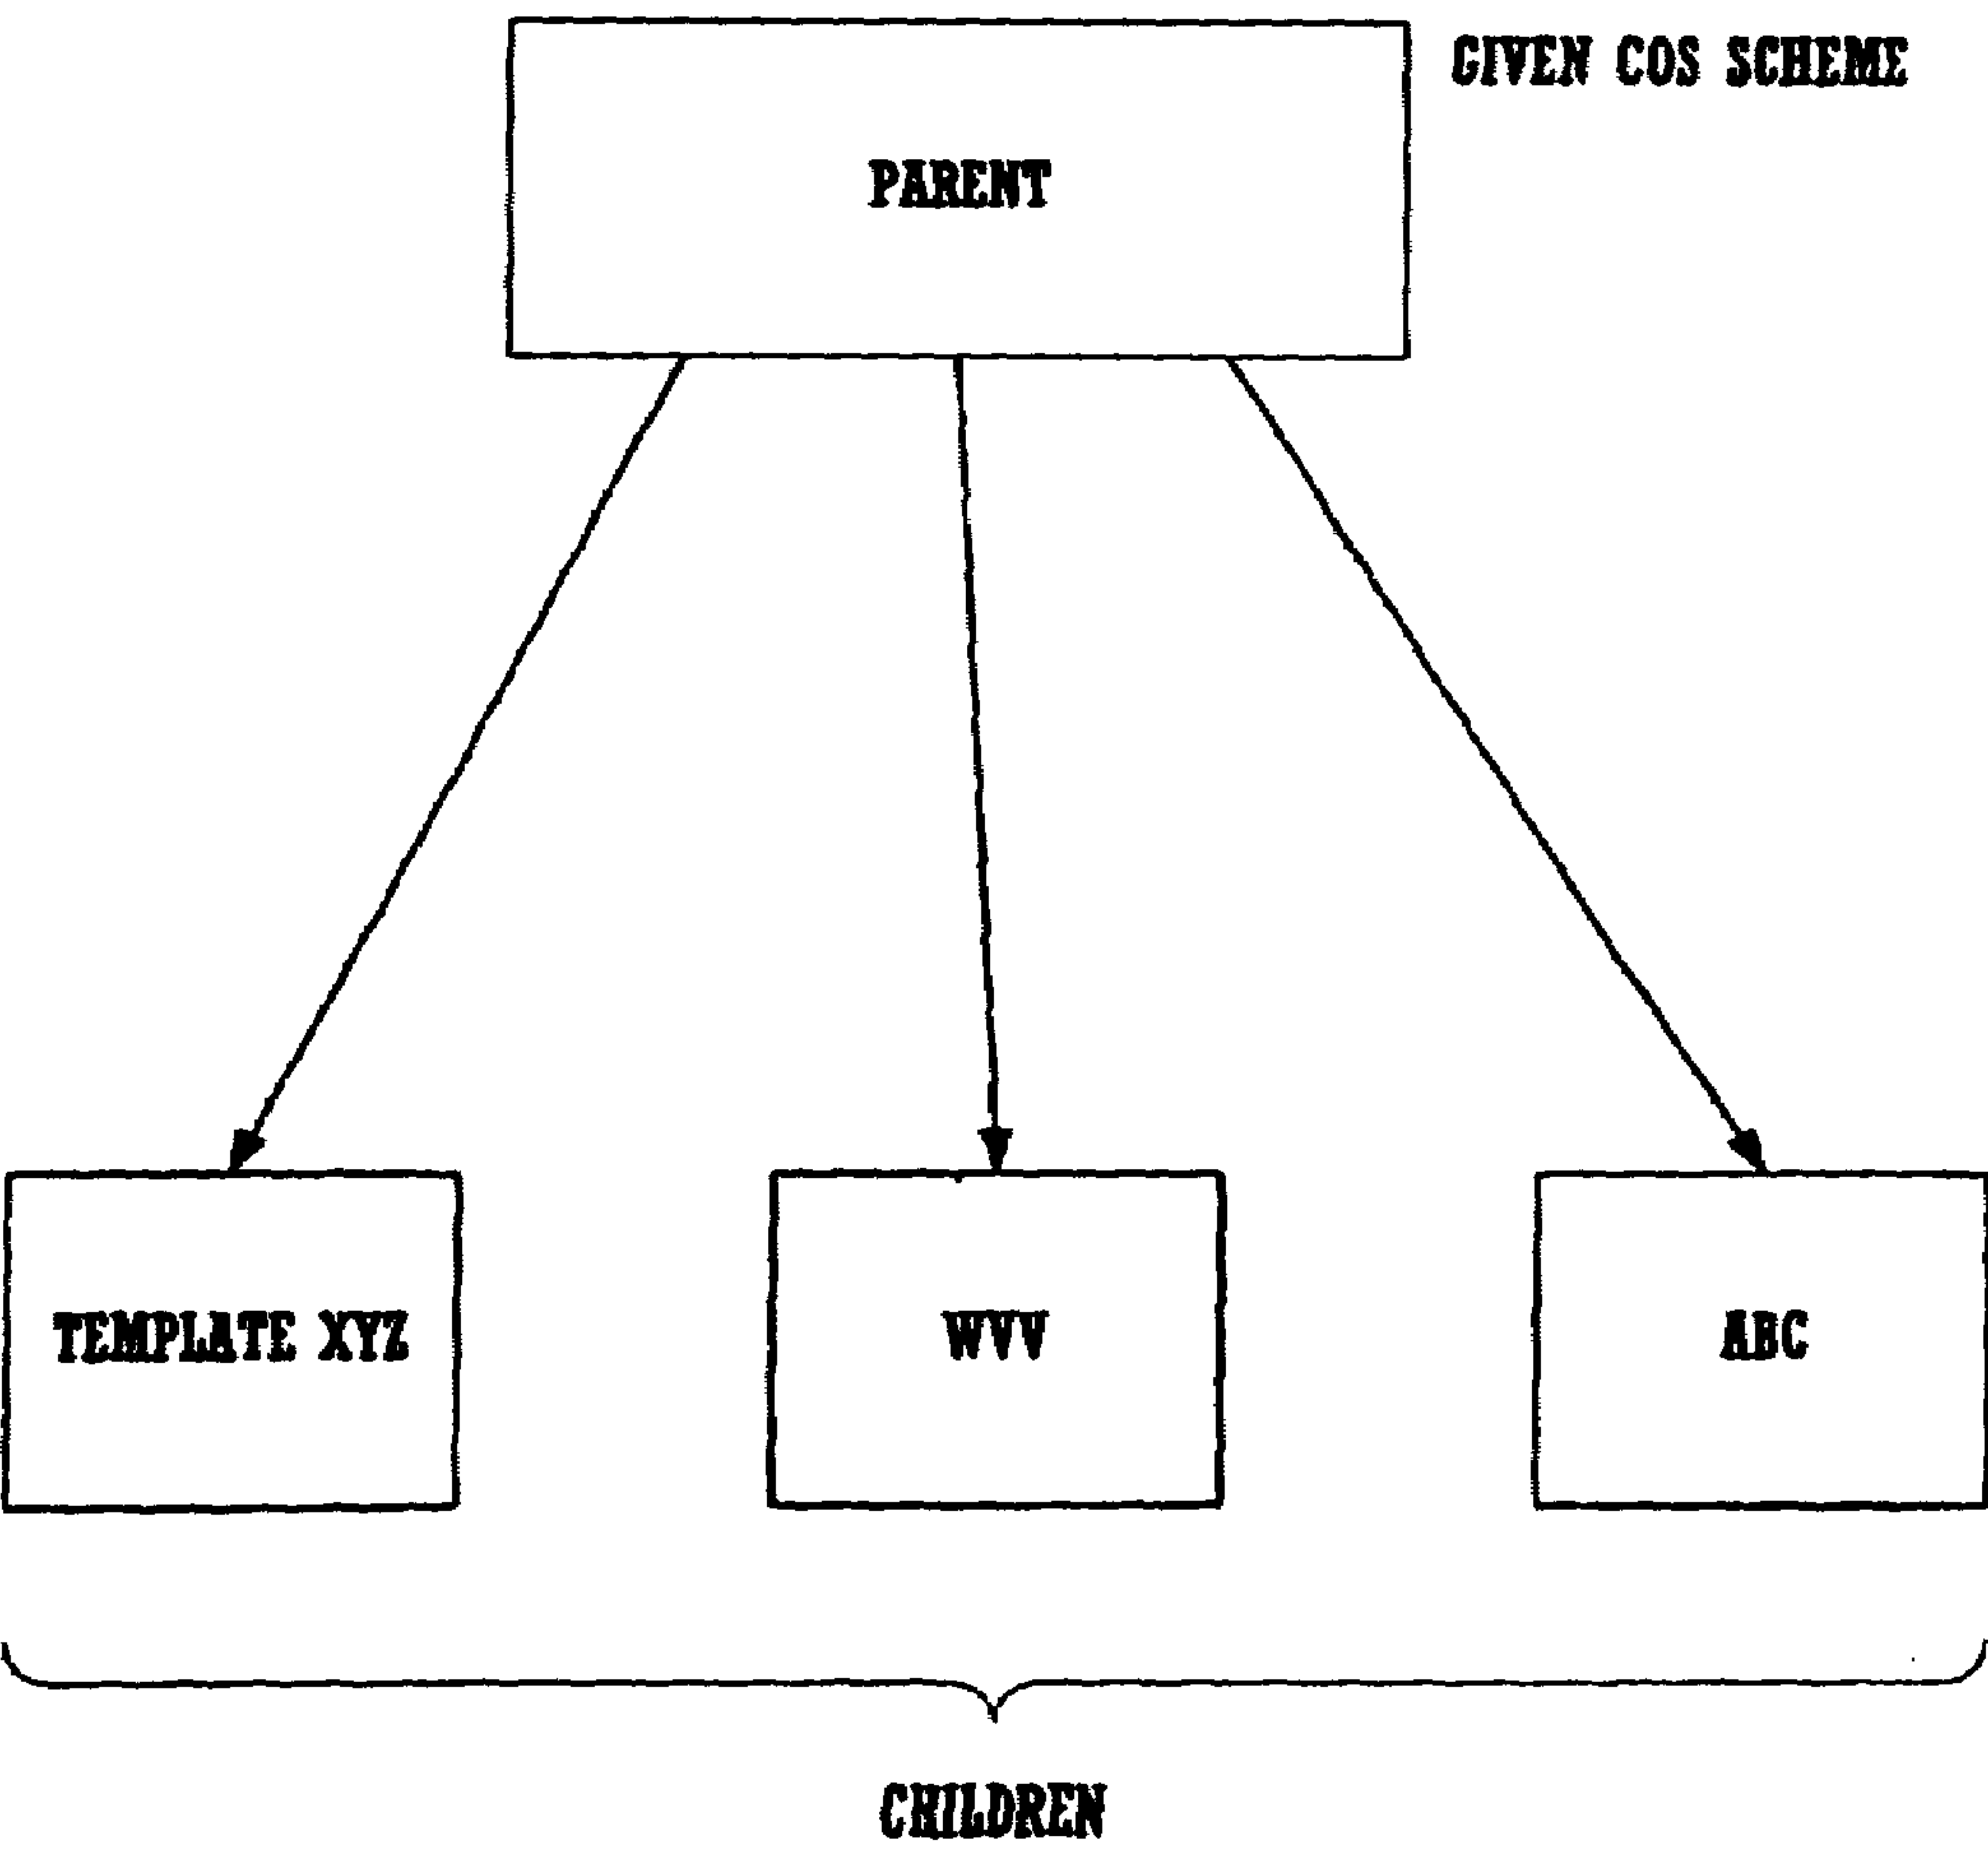 GIVEN COS SCHEME
PARENT
TEMPLATE XYZ
WVV
ABC
CHILDREN